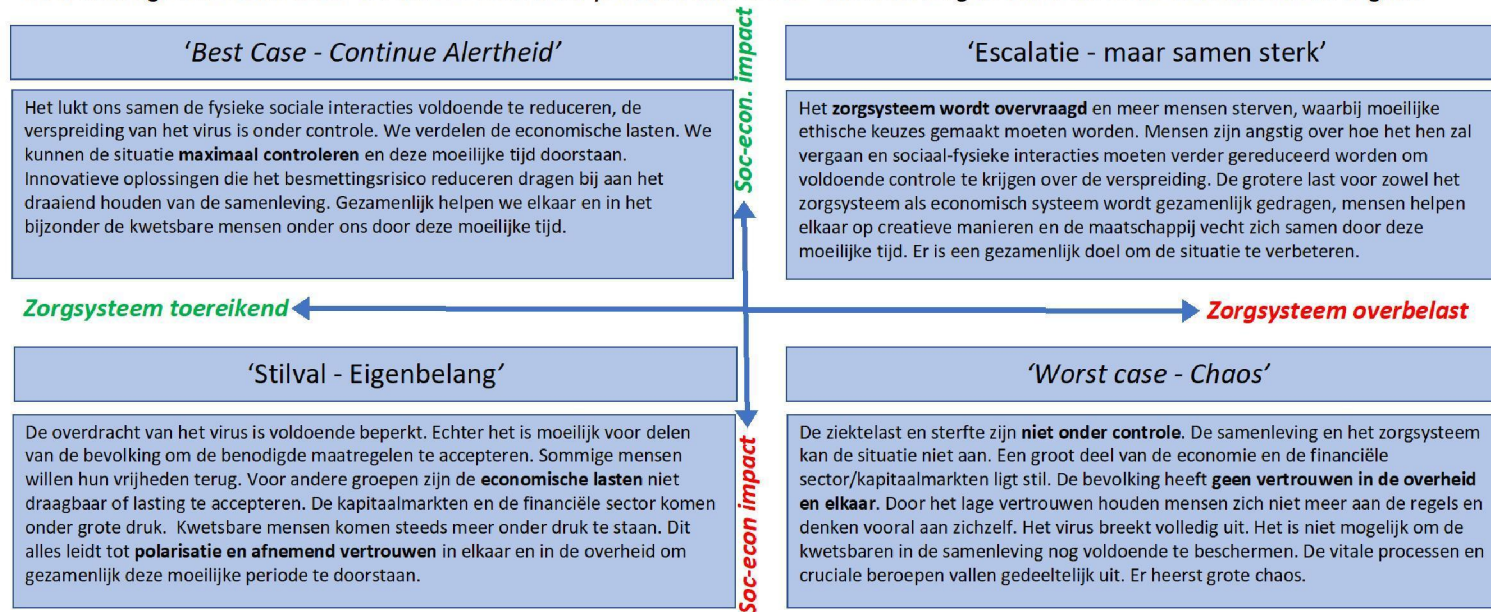 'Best Case - Continue Alertheid'
Het lukt ons samen de fysieke sociale interacties voldoende te reduceren, de
verspreiding van het virus is onder controle. We verdelen de economische lasten. We
kunnen de situatie maximaal controleren en deze moeilijke tijd doorstaan.
Innovatieve oplossingen die het besmettingsrisico reduceren dragen bij aan het
draaiend houden van de samenleving. Gezamenlijk helpen we elkaar en in het
bijzonder de kwetsbare mensen onder ons door deze moeilijke tijd.
Soc-econ. impact
'Escalatie - maar samen sterk'
Het zorgsysteem wordt overvraagd en meer mensen sterven, waarbij moeilijke
ethische keuzes gemaakt moeten worden. Mensen zijn angstig over hoe het hen zal
vergaan en sociaal-fysieke interacties moeten verder gereduceerd worden om
voldoende controle te krijgen over de verspreiding. De grotere last voor zowel het
zorgsysteem als economisch systeem wordt gezamenlijk gedragen, mensen helpen
elkaar op creatieve manieren en de maatschappij vecht zich samen door deze
moeilijke tijd. Er is een gezamenlijk doel om de situatie te verbeteren.
Zorgsysteem toereikend
Zorgsysteem overbelast
'Stilval - Eigenbelang'
De overdracht van het virus is voldoende beperkt. Echter het is moeilijk voor delen
van de bevolking om de benodigde maatregelen te accepteren. Sommige mensen
willen hun vrijheden terug. Voor andere groepen zijn de economische lasten niet
draagbaar of lasting te accepteren. De kapitaalmarkten en de financiële sector komen
onder grote druk. Kwetsbare mensen komen steeds meer onder druk te staan. Dit
alles leidt tot polarisatie en afnemend vertrouwen in elkaar en in de overheid om
gezamenlijk deze moeilijke periode te doorstaan.
Soc-econ impact
'Worst case - Chaos'
De ziektelast en sterfte zijn niet onder controle. De samenleving en het zorgsysteem
kan de situatie niet aan. Een groot deel van de economie en de financiële
sector/kapitaalmarkten ligt stil. De bevolking heeft geen vertrouwen in de overheid
en elkaar. Door het lage vertrouwen houden mensen zich niet meer aan de regels en
denken vooral aan zichzelf. Het virus breekt volledig uit. Het is niet mogelijk om de
kwetsbaren in de samenleving nog voldoende te beschermen. De vitale processen en
cruciale beroepen vallen gedeeltelijk uit. Er heerst grote chaos.